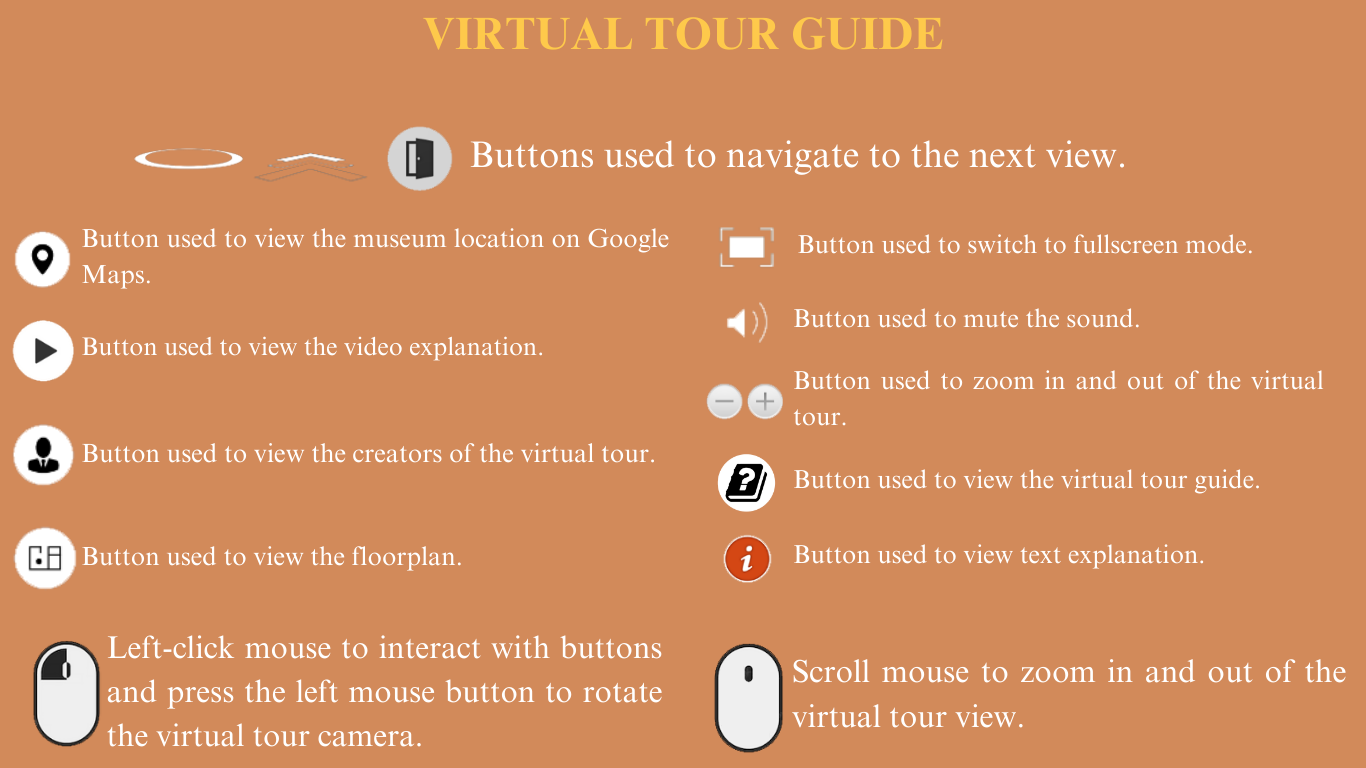 VIRTUAL TOUR GUIDE
Buttons used to navigate to the next view.
Button used to view the museum location on Google
Maps.
Button used to view the video explanation.
Button used to view the creators of the virtual tour.
Button used to view the floorplan.
Left-click mouse to interact with buttons
and press the left mouse button to rotate
the virtual tour camera.
Button used to switch to fullscreen mode.
Button used to mute the sound.
Button used to zoom in and out of the virtual
tour.
Button used to view the virtual tour guide.
Button used to view text explanation.
Scroll mouse to zoom in and out of the
virtual tour view.